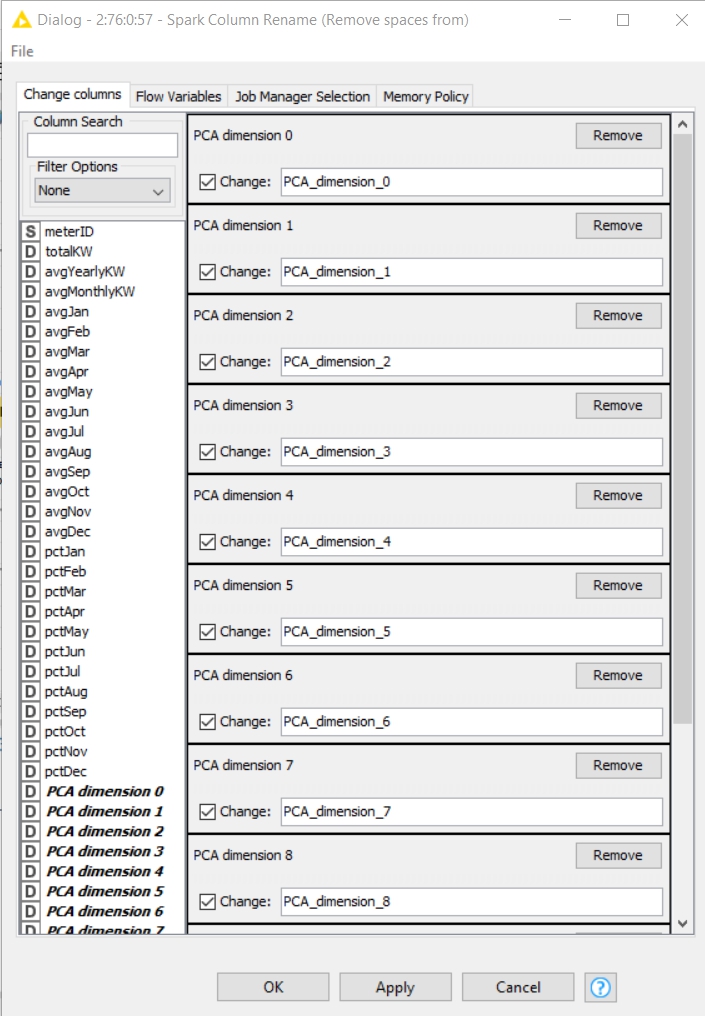 Dialog - 2:76:0:57 - Spark Column Rename (Remove spaces from)
File
Change columns Flow Variables Job Manager Selection Memory Policy
Column Search
Filter Options
None
S meterID
D totalKW
D avgYearlyKW
D avgMonthlyKW
D avgJan
D avgFeb
D avgMar
D avgApr
D avgMay
D avgJun
D avgJul
D avgAug
D avgSep
D avgOct
D avgNov
D avgDec
D pctJan
D pctFeb
D pctMar
D pctApr
D pctMay
D pctJun
D pctJul
D pctAug
D pctSep
D pctOct
D pctNov
D pctDec
D PCA dimension 0
D PCA dimension 1
D PCA dimension 2
D PCA dimension 3
D PCA dimension 4
D PCA dimension 5
D PCA dimension 6
D PCA dimension 7
PCA dimension 0 Remove
Change: PCA_dimension_0
PCA dimension 1 Remove
Change: PCA_dimension_1
PCA dimension 2 Remove
Change: PCA_dimension_2
PCA dimension 3 Remove
Change: PCA_dimension_3
PCA dimension 4 Remove
Change: PCA_dimension_4
PCA dimension 5 Remove
Change: PCA_dimension_5
PCA dimension 6 Remove
Change: PCA_dimension_6
PCA dimension 7 Remove
Change: PCA_dimension_7
PCA dimension 8 Remove
Change: PCA_dimension_8
OK Apply Cancel ?